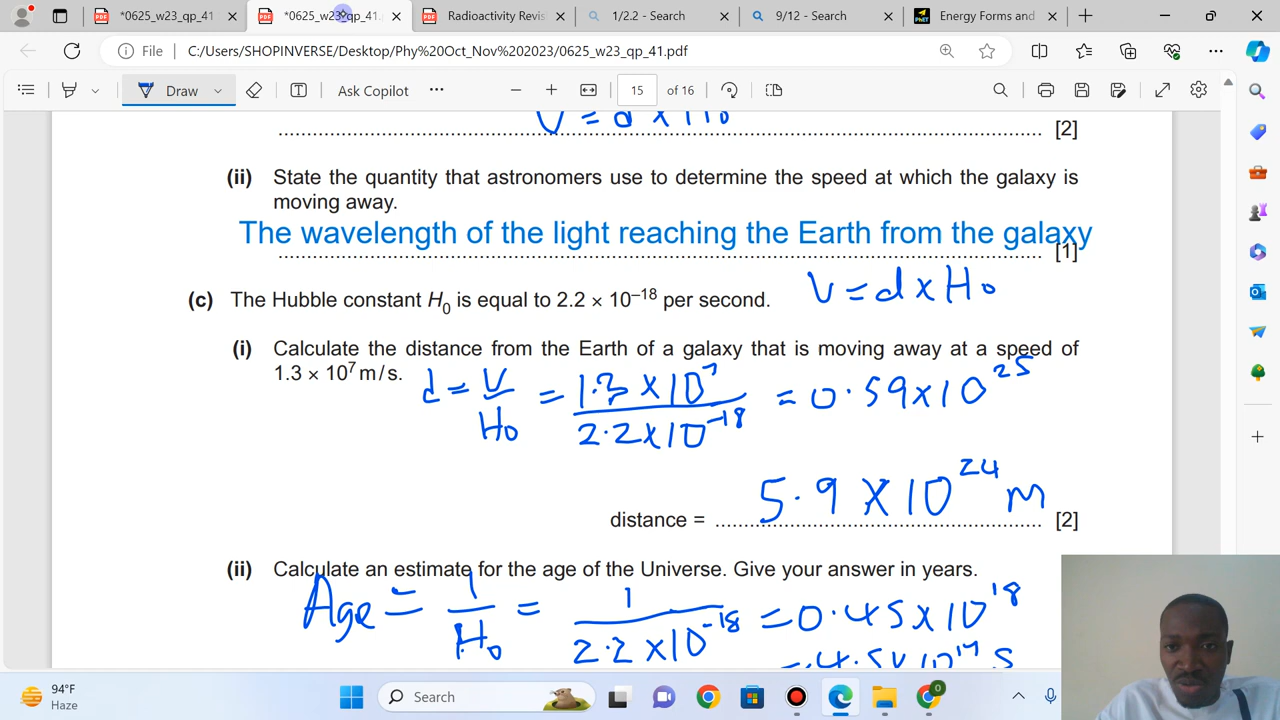 *0625_w23_qp_41
*0625_w23_qp_41.
Radioactivity Revis
1/2.2 - Search
9/12 - Search
Energy Forms and
File
C:/Users/SHOPINVERSE/Desktop/Phy%20Oct_Nov%202023/0625_w23_qp_41.pdf
Draw
Ask Copilot
15 of 16
V = d x H0
[2]
(ii) State the quantity that astronomers use to determine the speed at which the galaxy is
moving away.
The wavelength of the light reaching the Earth from the galaxy
[1]
(c) The Hubble constant H₀ is equal to 2.2 × 10⁻¹⁸ per second.
V = d x H₀
(i) Calculate the distance from the Earth of a galaxy that is moving away at a speed of
1.3 × 10⁷ m/s.
d = V/H₀ = 1.3 x 10⁷ / 2.2 x 10⁻¹⁸ = 0.59 x 10²⁵
5.9 X 10²⁴ m
distance = [2]
(ii) Calculate an estimate for the age of the Universe. Give your answer in years.
Age = 1/H₀ = 1 / 2.2 x 10⁻¹⁸ = 0.45 x 10¹⁸
94°F
Haze
Search